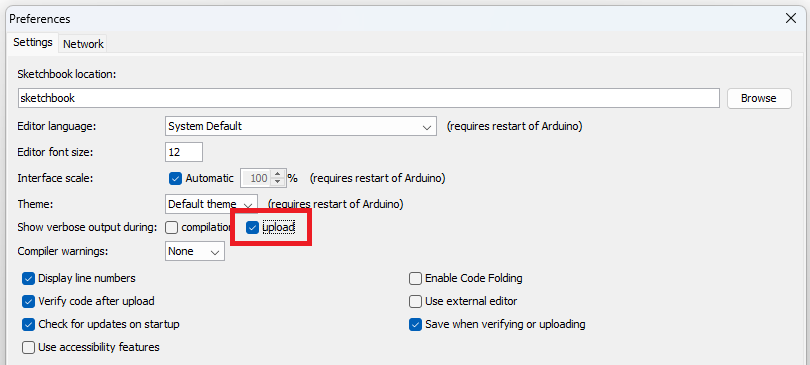 Preferences
Settings Network
Sketchbook location:
sketchbook Browse
Editor language: System Default (requires restart of Arduino)
Editor font size: 12
Interface scale: Automatic 100 % (requires restart of Arduino)
Theme: Default theme (requires restart of Arduino)
Show verbose output during: compilation upload
Compiler warnings: None
Display line numbers Enable Code Folding
Verify code after upload Use external editor
Check for updates on startup Save when verifying or uploading
Use accessibility features